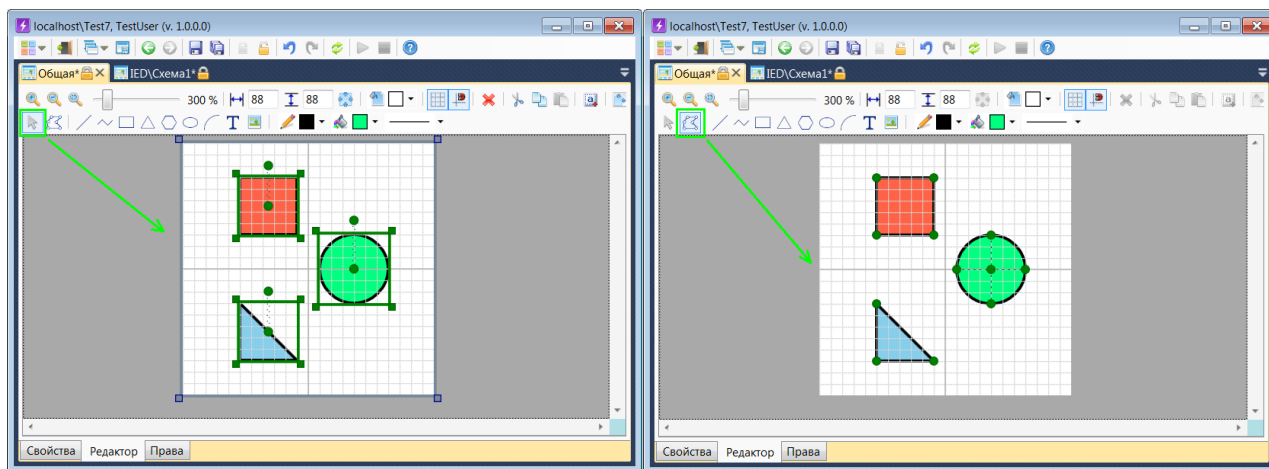 localhost\Test7, TestUser (v. 1.0.0.0)
Общая* IED\Схема1*
300 % 88 88
T
Свойства Редактор Права
localhost\Test7, TestUser (v. 1.0.0.0)
Общая* IED\Схема1*
300 % 88 88
T
Свойства Редактор Права